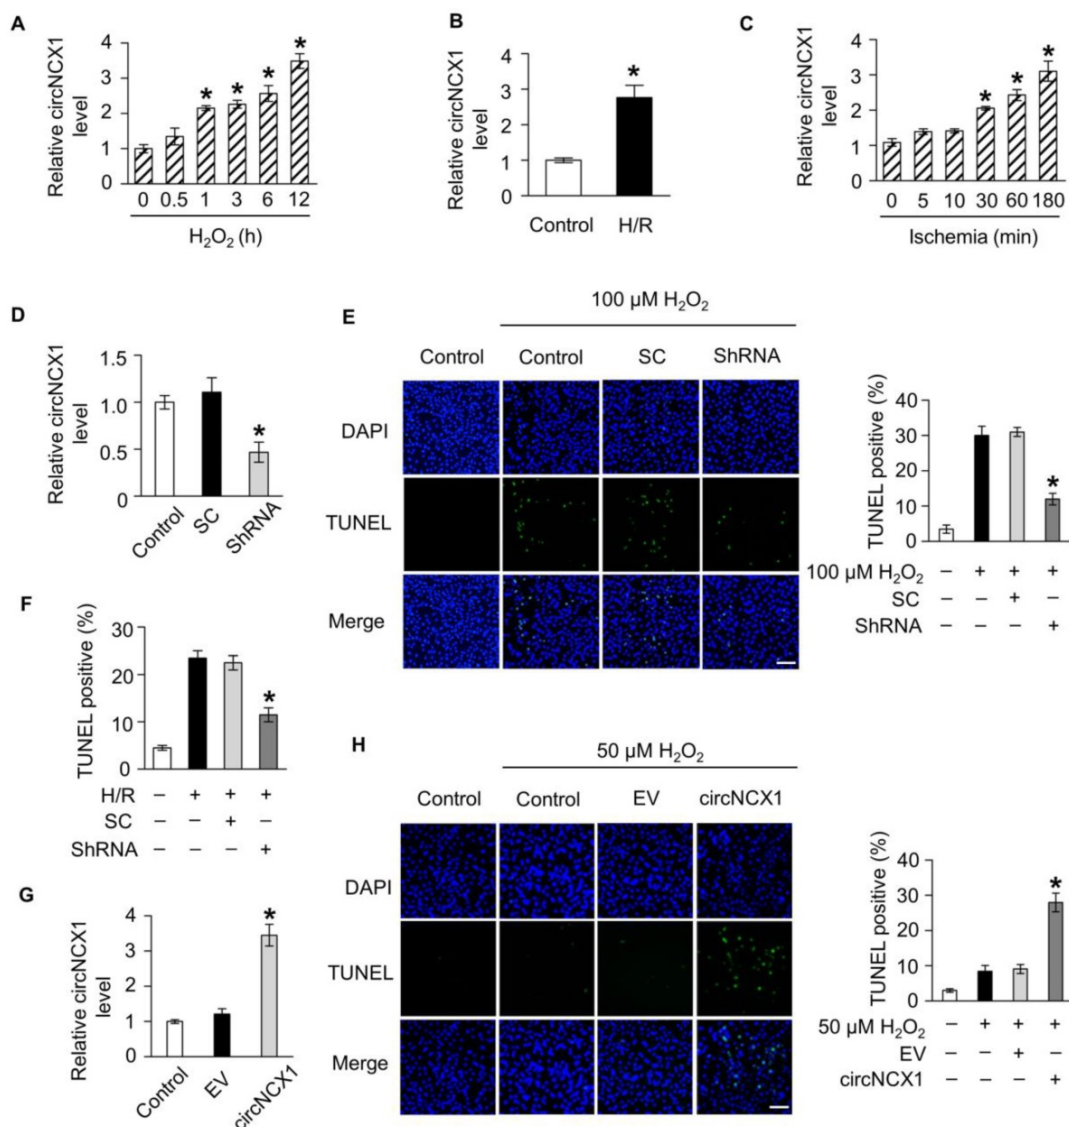 A
Relative circNCX1
level
4
3
2
1
0
* * * *
0 0.5 1 3 6 12
H₂O₂ (h)
B
Relative circNCX1
level
4
3
2
1
0
*
Control H/R
C
Relative circNCX1
level
4
3
2
1
0
* * *
0 5 10 30 60 180
Ischemia (min)
D
Relative circNCX1
level
1.5
1.0
0.5
0
*
Control SC ShRNA
E
100 µM H₂O₂
Control Control SC ShRNA
DAPI
TUNEL
Merge
TUNEL positive (%)
40
30
20
10
0
*
100 µM H₂O₂ – + + +
SC +
ShRNA +
F
TUNEL positive (%)
30
20
10
0
*
H/R – + + +
SC – +
ShRNA – +
G
Relative circNCX1
level
4
3
2
1
0
*
Control EV circNCX1
H
50 µM H₂O₂
Control Control EV circNCX1
DAPI
TUNEL
Merge
TUNEL positive (%)
40
30
20
10
0
*
50 µM H₂O₂ – + + +
EV – +
circNCX1 – +